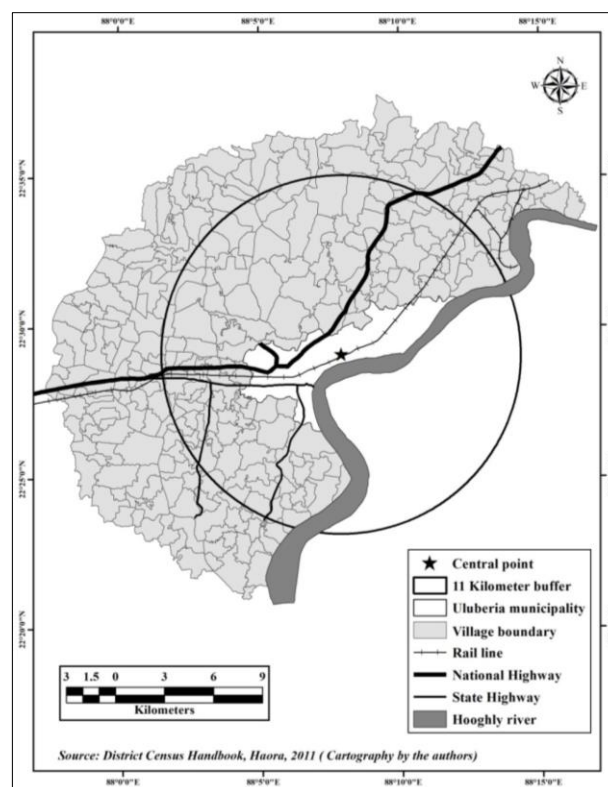 88°0'0"E 88°5'0"E 88°10'0"E 88°15'0"E
N
W E
S
22°35'0"N
22°30'0"N
22°25'0"N
22°20'0"N
Central point
11 Kilometer buffer
Uluberia municipality
Village boundary
Rail line
National Highway
State Highway
Hooghly river
3 1.5 0 3 6 9
Kilometers
Source: District Census Handbook, Haora, 2011 ( Cartography by the authors)
88°0'0"E 88°5'0"E 88°10'0"E 88°15'0"E